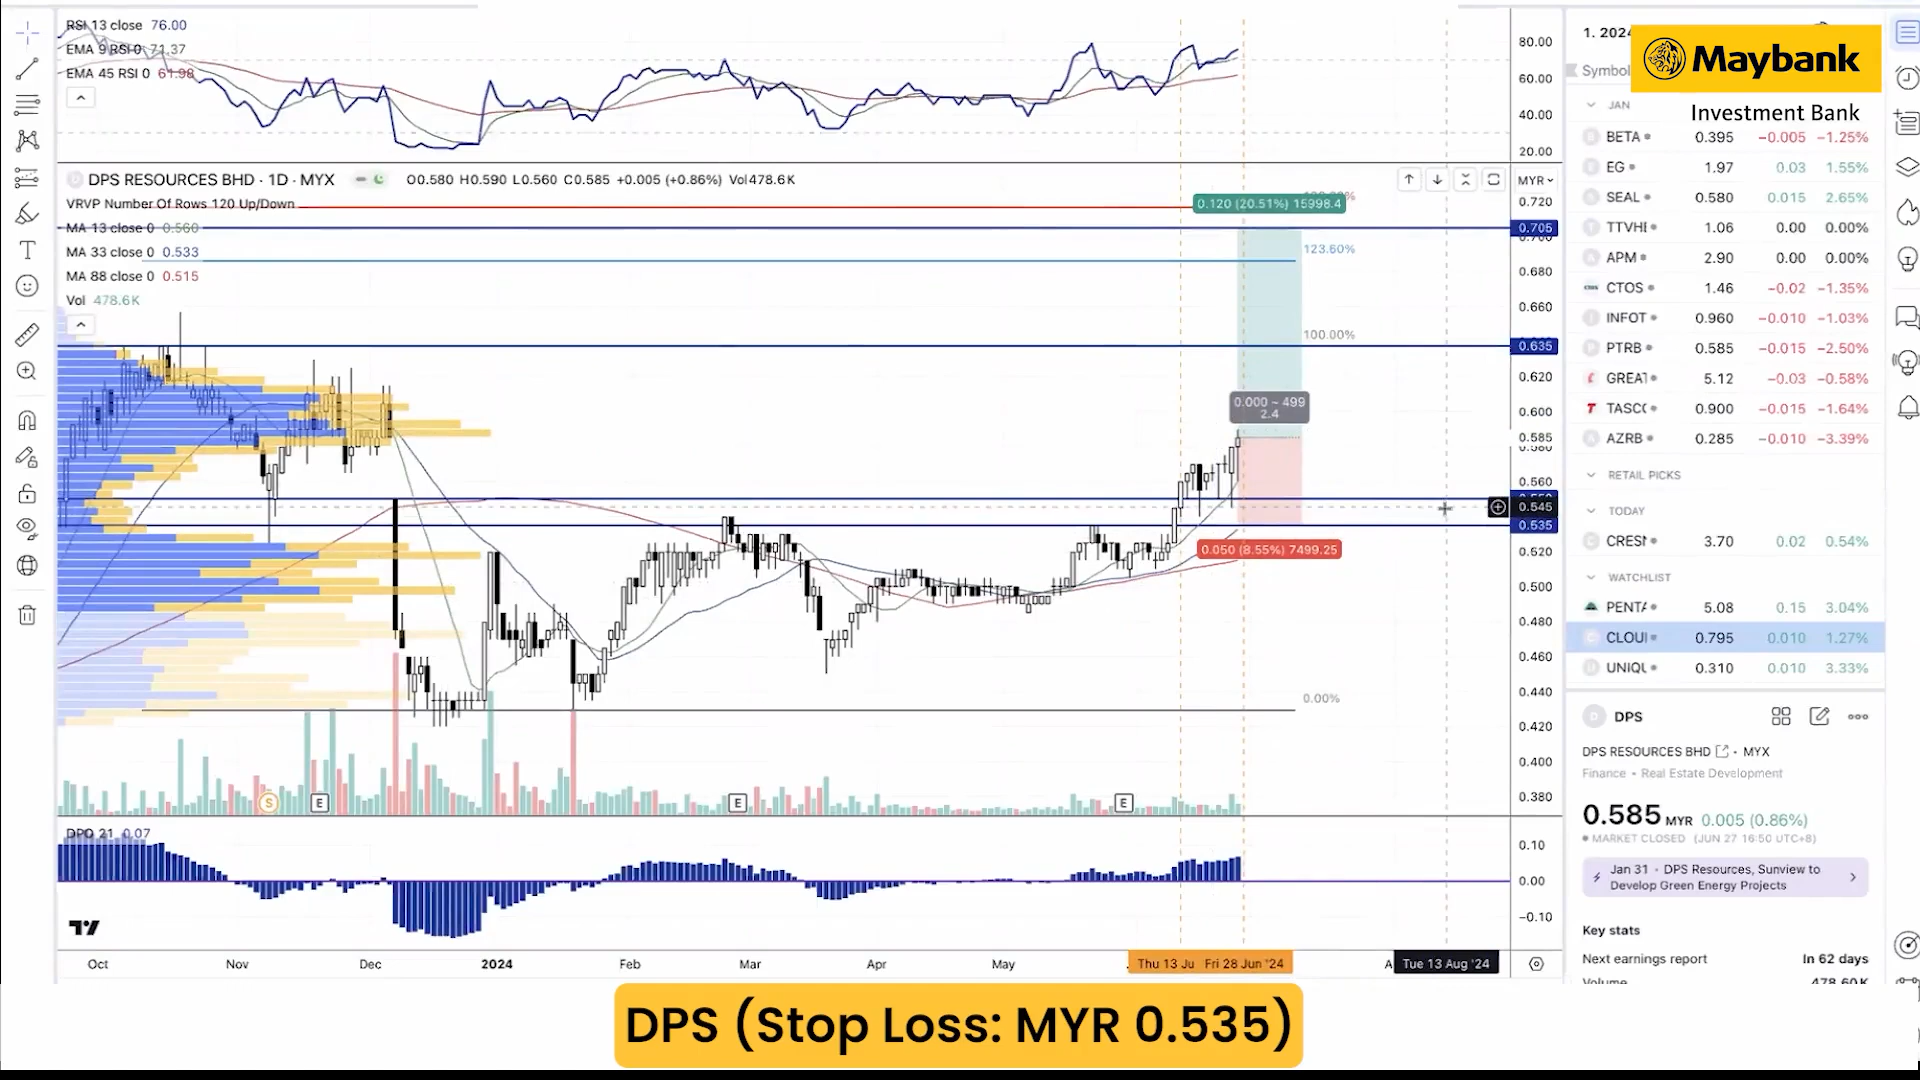 RSI 13 close 76.00
EMA 9 RSI 0 71.37
EMA 45 RSI 0 61.98
80.00
60.00
40.00
20.00
DPS RESOURCES BHD · 1D · MYX
O0.580 H0.590 L0.560 C0.585 +0.005 (+0.86%) Vol478.6K
MYR
VRVP Number Of Rows 120 Up/Down
MA 13 close 0 0.560
MA 33 close 0 0.533
MA 88 close 0 0.515
Vol 478.6K
0.120 (20.51%) 15998.4
123.60%
100.00%
0.000 ~ 499
2.4
0.050 (8.55%) 7499.25
0.00%
0.720
0.705
0.700
0.680
0.660
0.635
0.620
0.600
0.585
0.580
0.560
0.550
0.545
0.535
0.520
0.500
0.480
0.460
0.440
0.420
0.400
0.380
S
E
E
E
DPO 21 0.07
0.10
0.00
−0.10
Oct
Nov
Dec
2024
Feb
Mar
Apr
May
Thu 13 Ju
Fri 28 Jun '24
A
Tue 13 Aug '24
1. 2024
Maybank
Investment Bank
Symbol
JAN
BETA 0.395 −0.005 −1.25%
EG 1.97 0.03 1.55%
SEAL 0.580 0.015 2.65%
TTVHI 1.06 0.00 0.00%
APM 2.90 0.00 0.00%
CTOS 1.46 −0.02 −1.35%
INFOT 0.960 −0.010 −1.03%
PTRB 0.585 −0.015 −2.50%
GREAT 5.12 −0.03 −0.58%
TASCO 0.900 −0.015 −1.64%
AZRB 0.285 −0.010 −3.39%
RETAIL PICKS
TODAY
CRESN 3.70 0.02 0.54%
WATCHLIST
PENTA 5.08 0.15 3.04%
CLOUI 0.795 0.010 1.27%
UNIQU 0.310 0.010 3.33%
DPS
DPS RESOURCES BHD · MYX
Finance · Real Estate Development
0.585 MYR 0.005 (0.86%)
MARKET CLOSED (JUN 27 16:50 UTC+8)
Jan 31 · DPS Resources, Sunview to
Develop Green Energy Projects
Key stats
Next earnings report In 62 days
Volume 478.60K
DPS (Stop Loss: MYR 0.535)